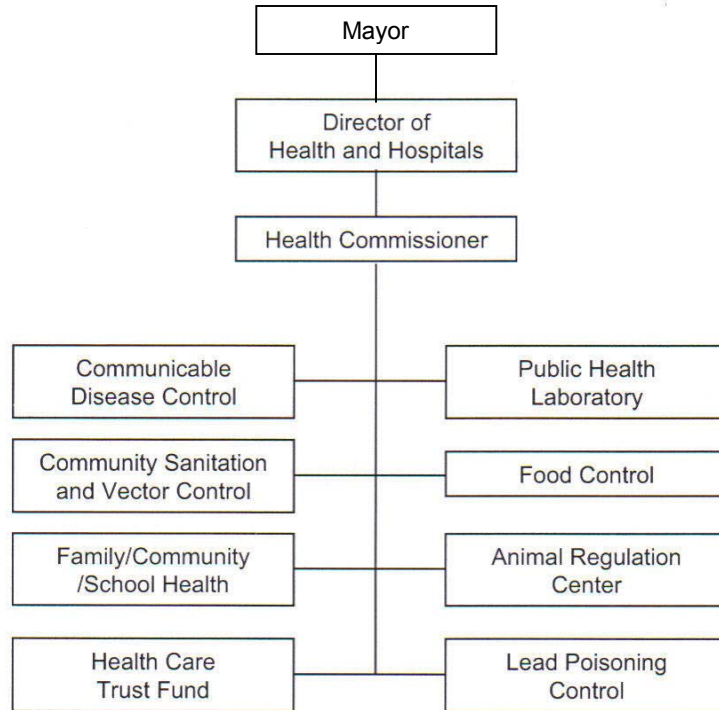 Mayor
Director of
Health and Hospitals
Health Commissioner
Communicable
Disease Control
Public Health
Laboratory
Community Sanitation
and Vector Control
Food Control
Family/Community
/School Health
Animal Regulation
Center
Health Care
Trust Fund
Lead Poisoning
Control